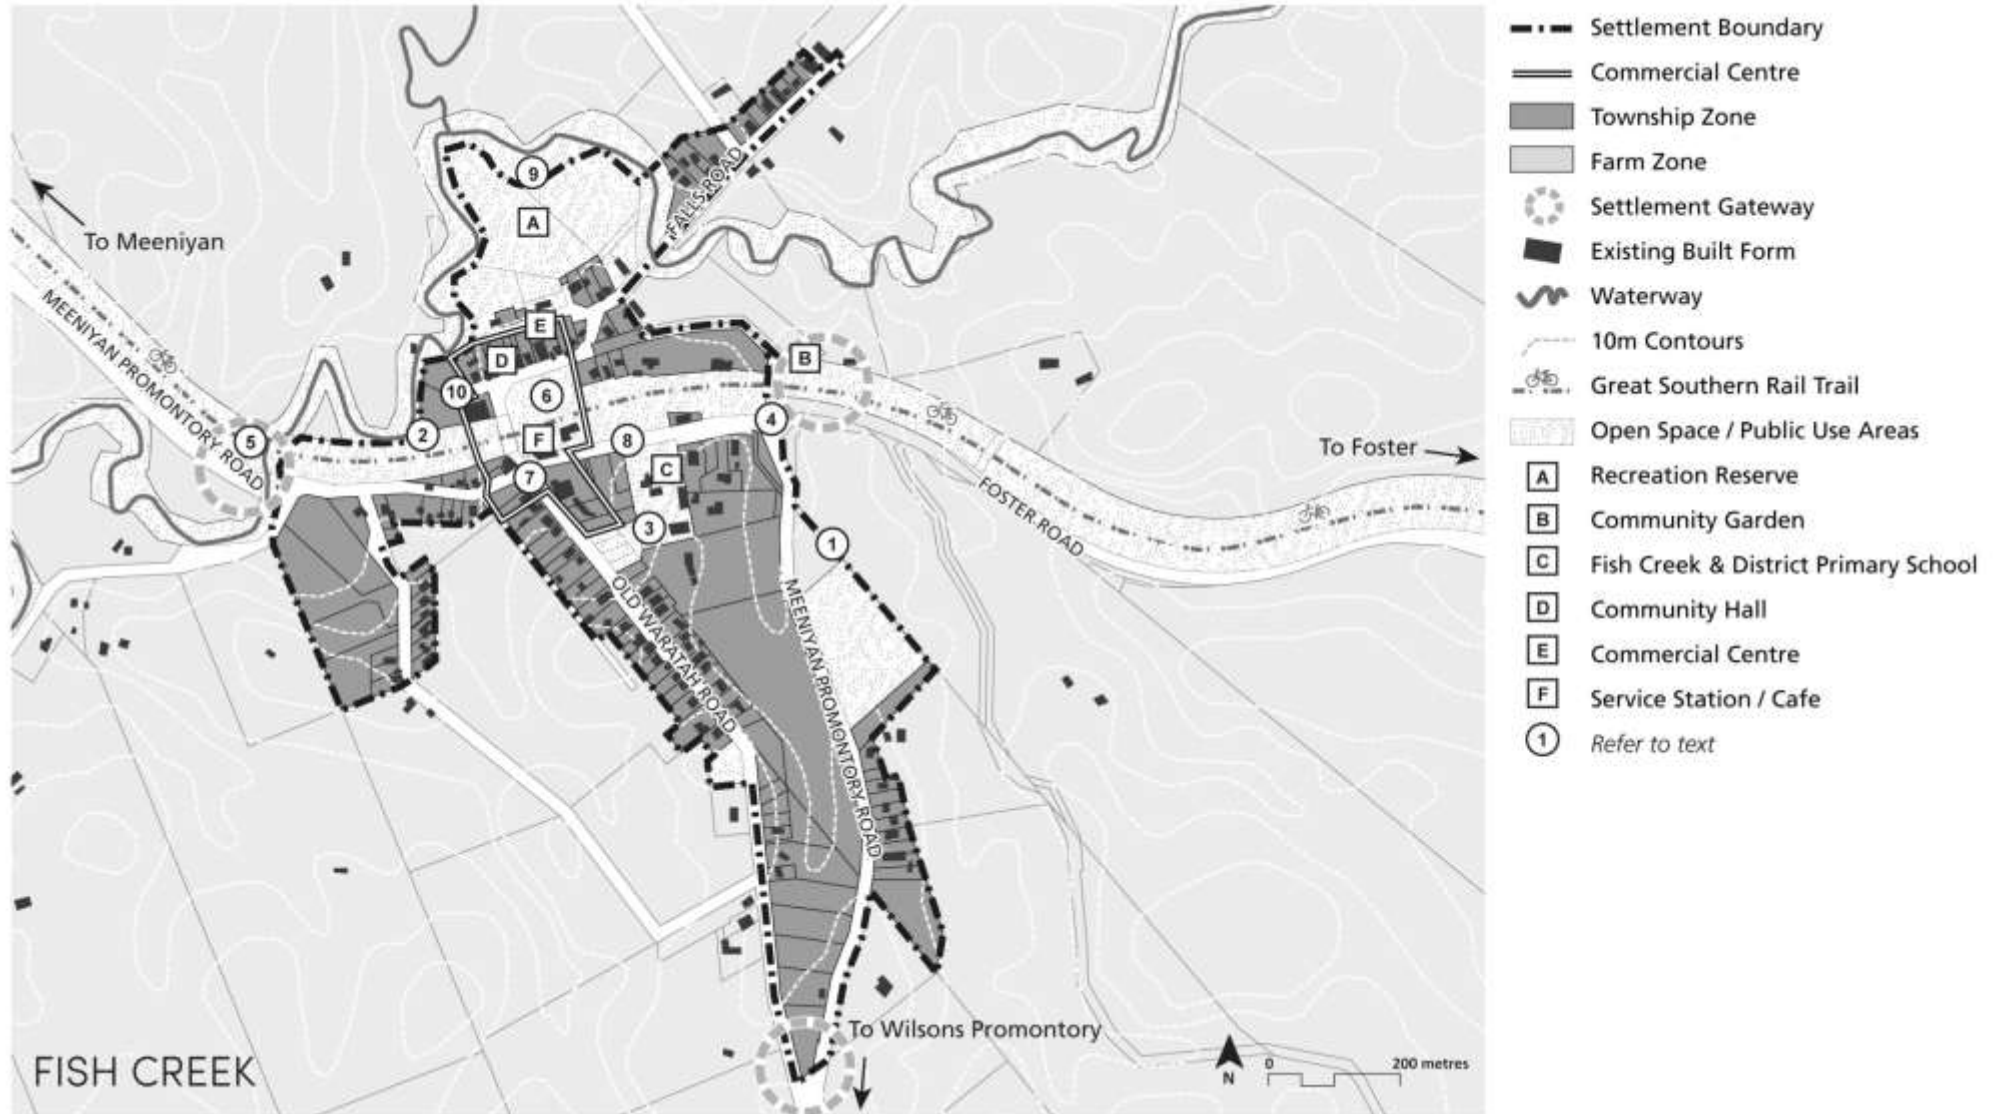 Settlement Boundary
Commercial Centre
Township Zone
Farm Zone
Settlement Gateway
Existing Built Form
Waterway
10m Contours
Great Southern Rail Trail
Open Space / Public Use Areas
A Recreation Reserve
B Community Garden
C Fish Creek & District Primary School
D Community Hall
E Commercial Centre
F Service Station / Cafe
1 Refer to text
9
A
FALLS ROAD
To Meeniyan
MEENIYAN PROMONTORY ROAD
E
D
B
10
6
4
5
2
F
8
To Foster
C
7
3
1
FOSTER ROAD
OLD WARATAH ROAD
MEENIYAN PROMONTORY ROAD
To Wilsons Promontory
FISH CREEK
N
0 200 metres